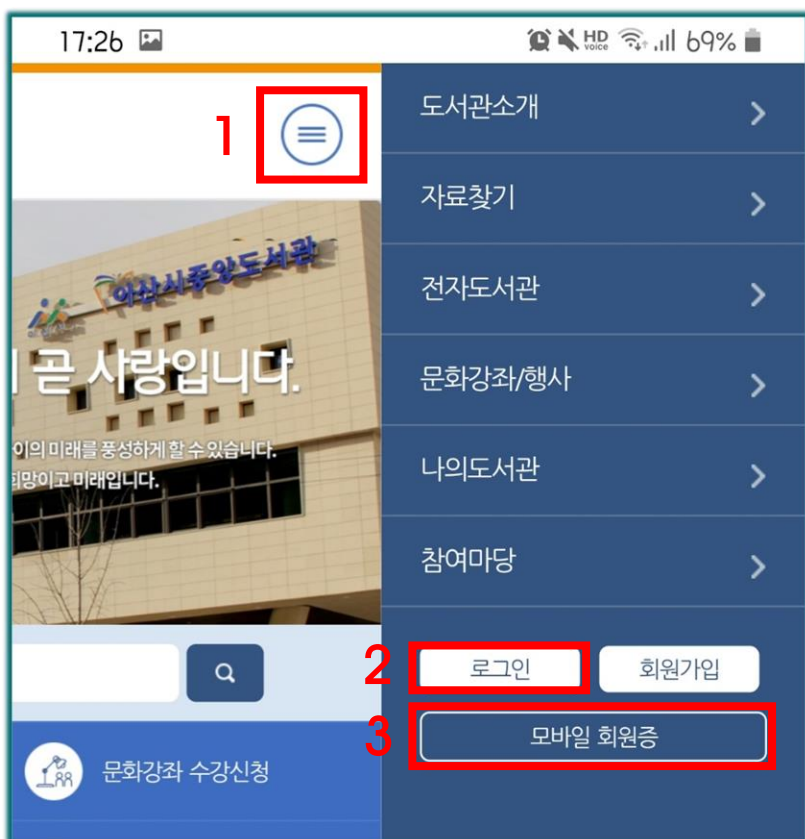 17:26
HD voice 69%
1
도서관소개
자료찾기
전자도서관
문화강좌/행사
나의도서관
참여마당
아산시중앙도서관
곧 사랑입니다.
이의 미래를 풍성하게 할 수 있습니다.
희망이고 미래입니다.
2
로그인
회원가입
3
모바일 회원증
문화강좌 수강신청